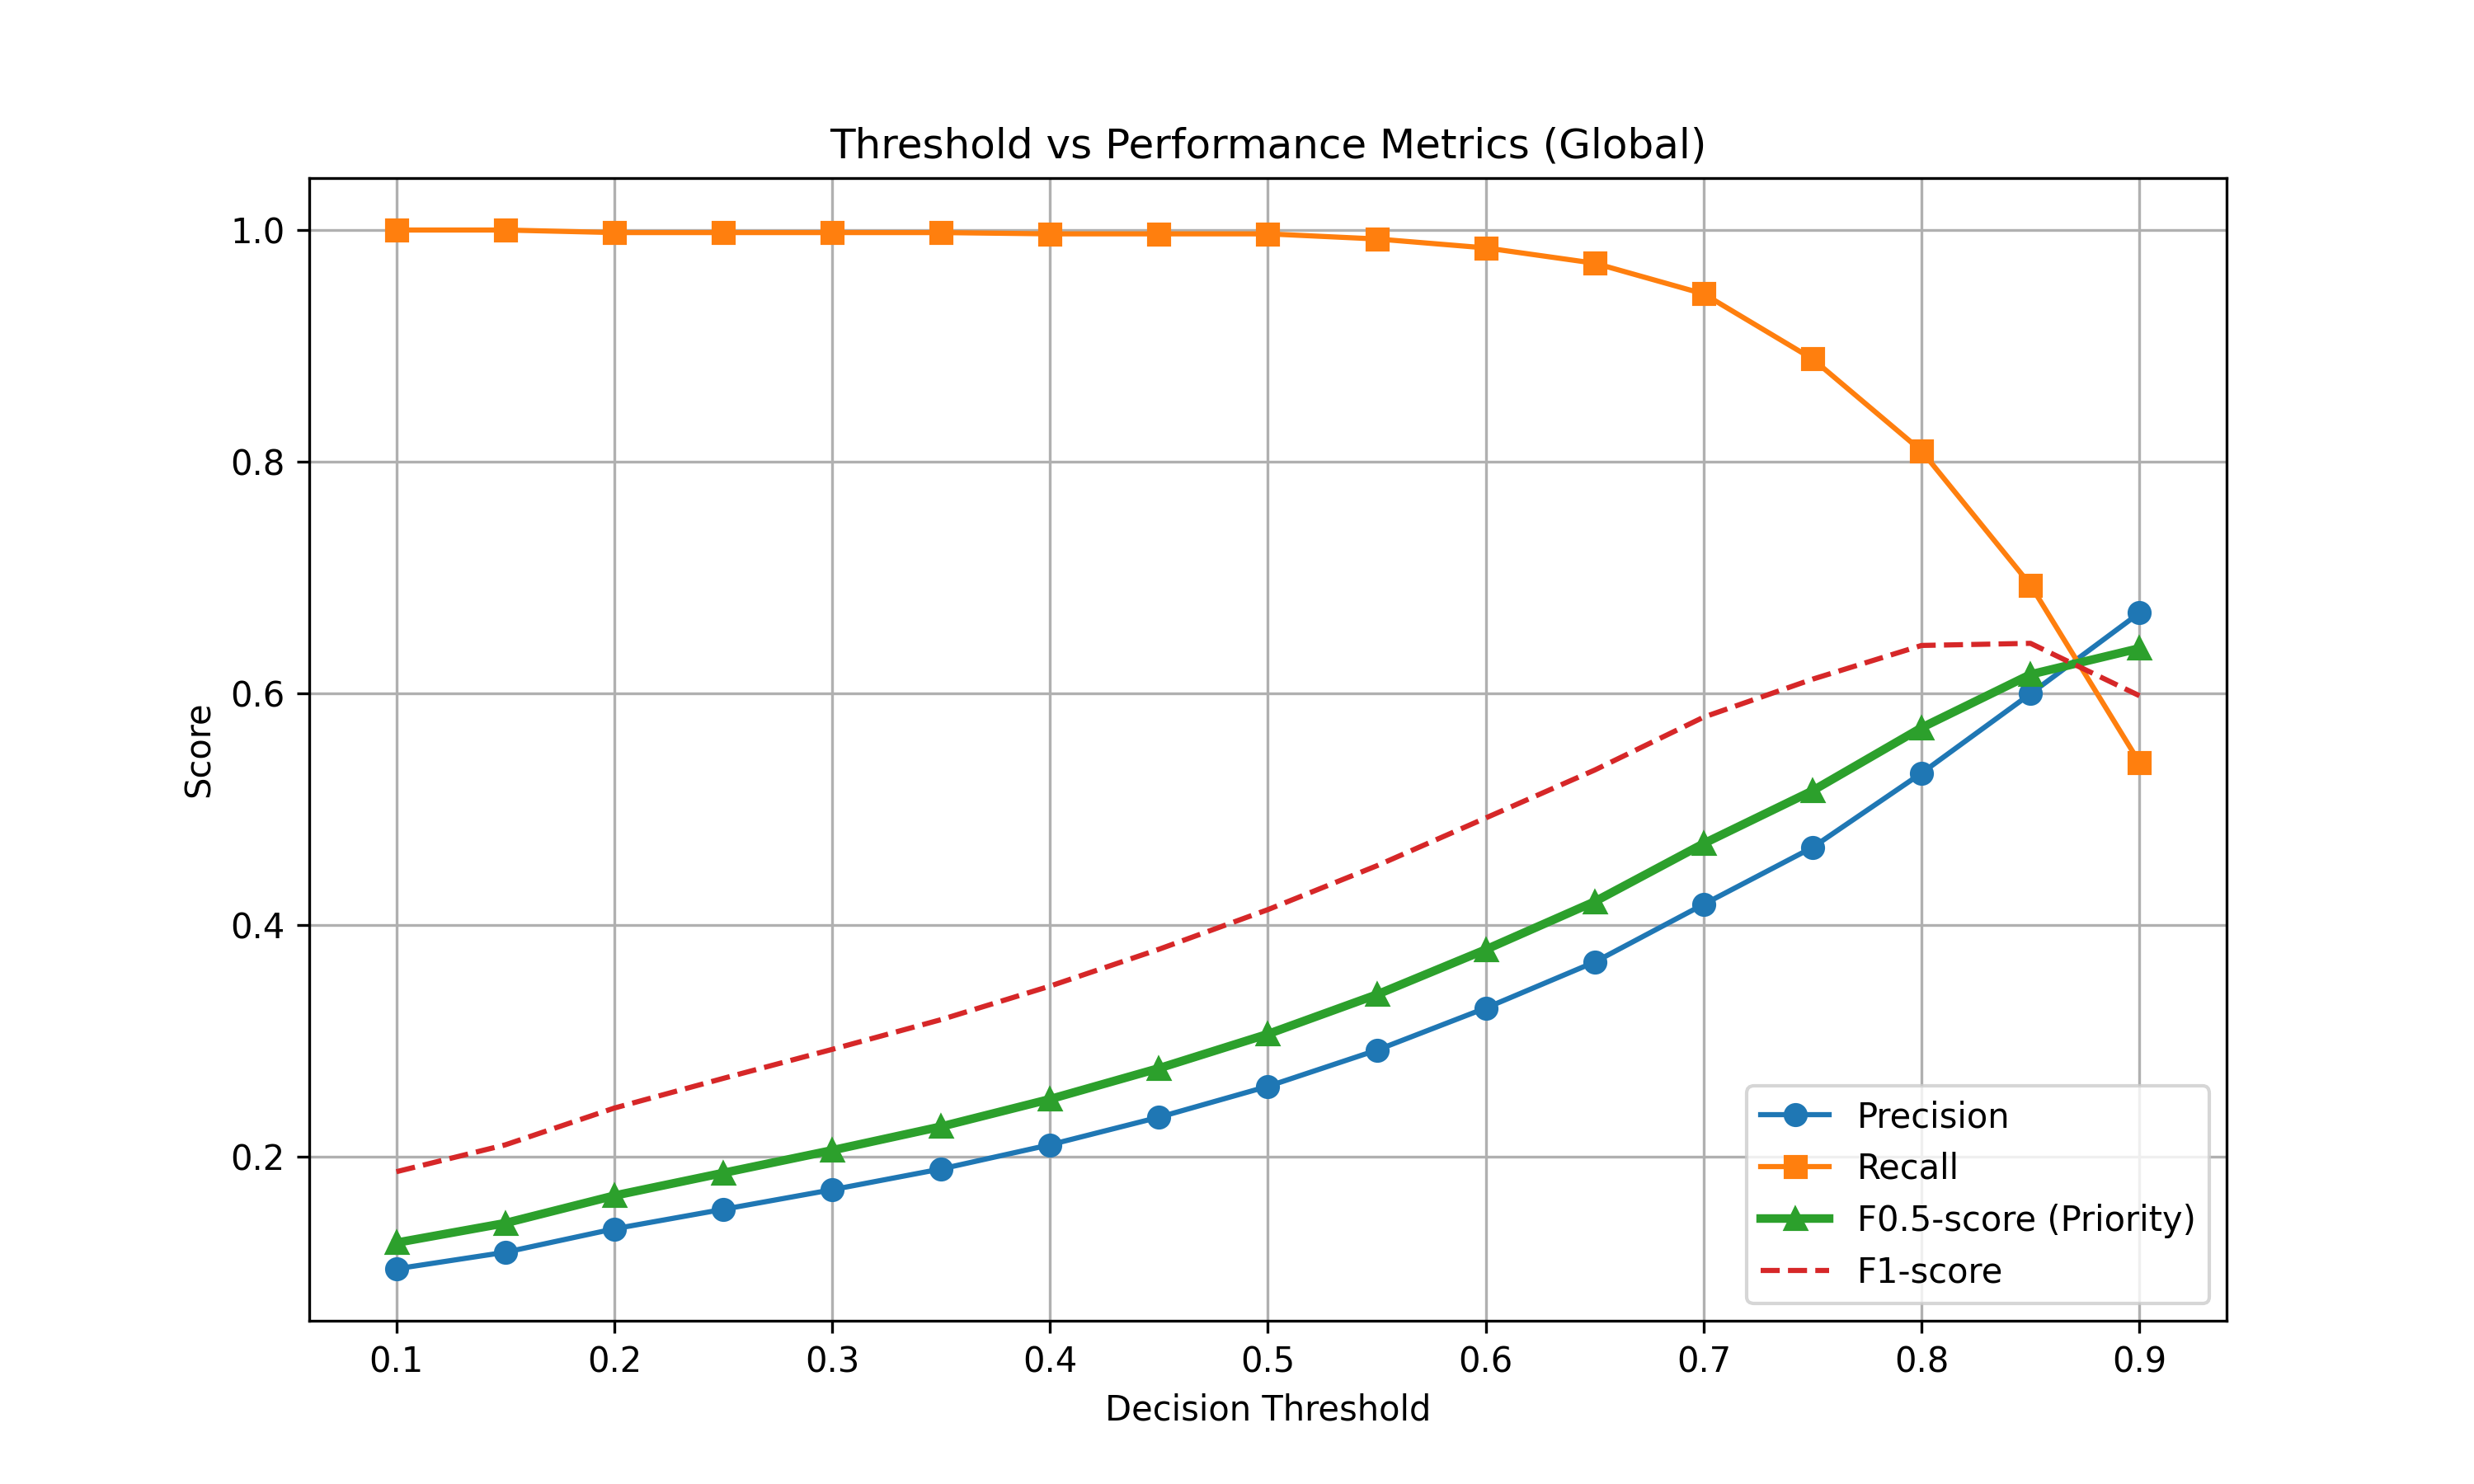 Threshold vs Performance Metrics (Global)
1.0
0.8
0.6
0.4
0.2
Score
0.1 0.2 0.3 0.4 0.5 0.6 0.7 0.8 0.9
Decision Threshold
Precision
Recall
F0.5-score (Priority)
F1-score